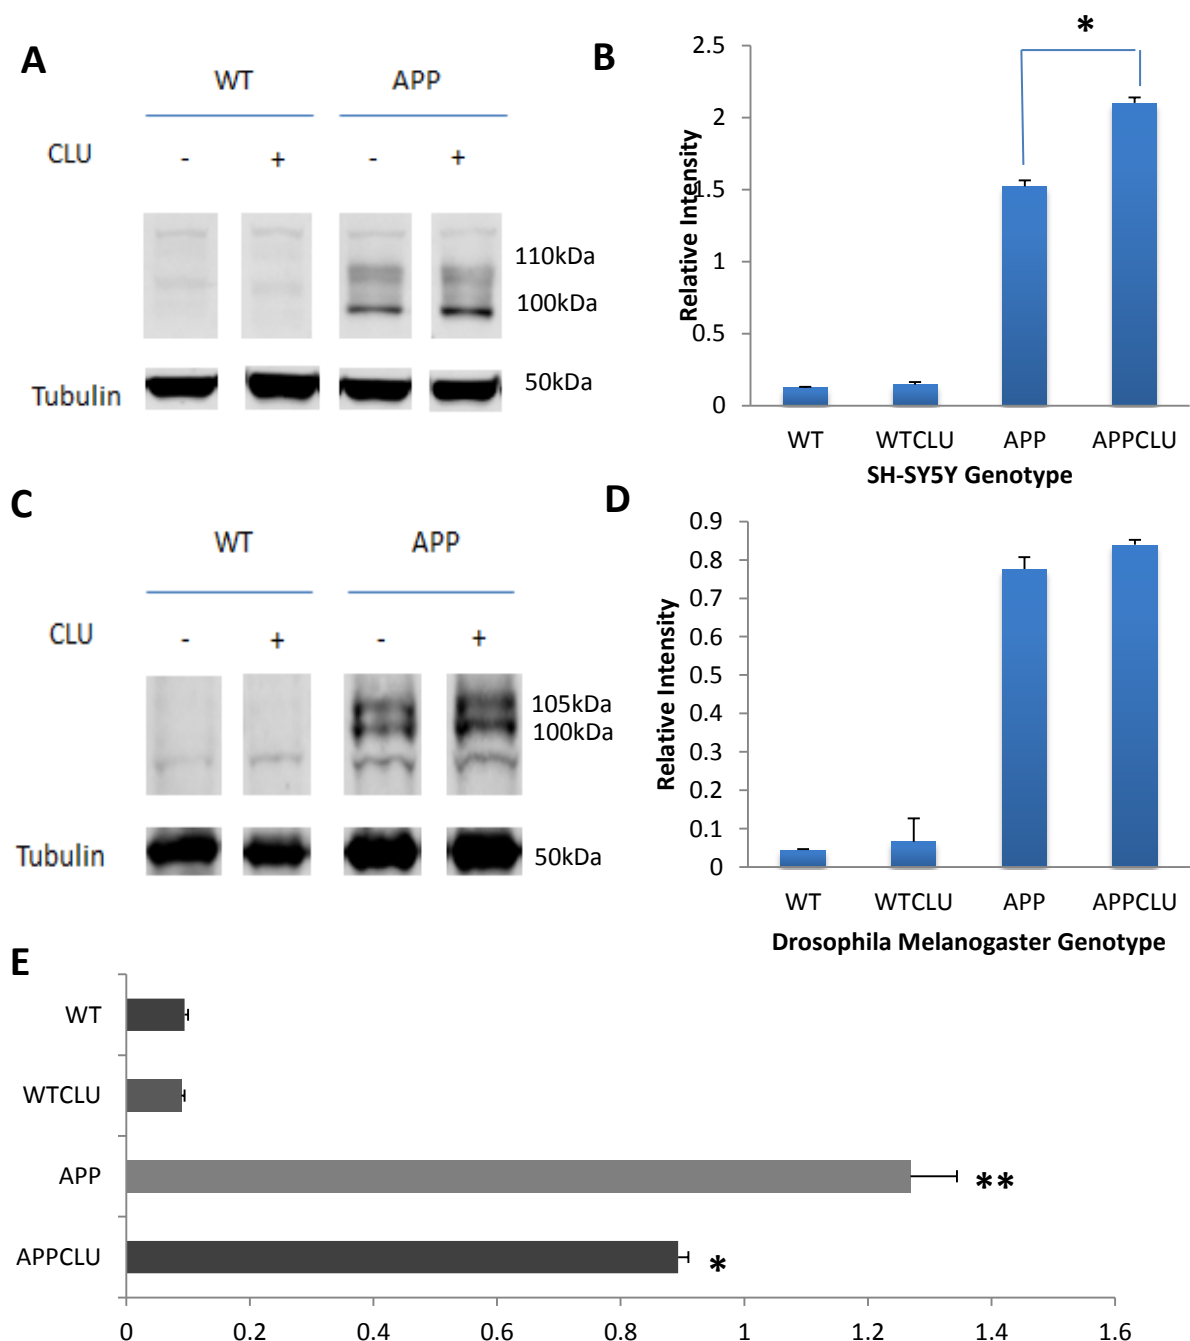 A
WT APP
CLU - + - +
110kDa
100kDa
Tubulin 50kDa
B
*
2.5
2
1.5
1
0.5
0
Relative Intensity
WT WTCLU APP APPCLU
SH-SY5Y Genotype
C
WT APP
CLU - + - +
105kDa
100kDa
Tubulin 50kDa
D
0.9
0.8
0.7
0.6
0.5
0.4
0.3
0.2
0.1
0
Relative Intensity
WT WTCLU APP APPCLU
Drosophila Melanogaster Genotype
E
WT
WTCLU
APP **
APPCLU *
0 0.2 0.4 0.6 0.8 1 1.2 1.4 1.6